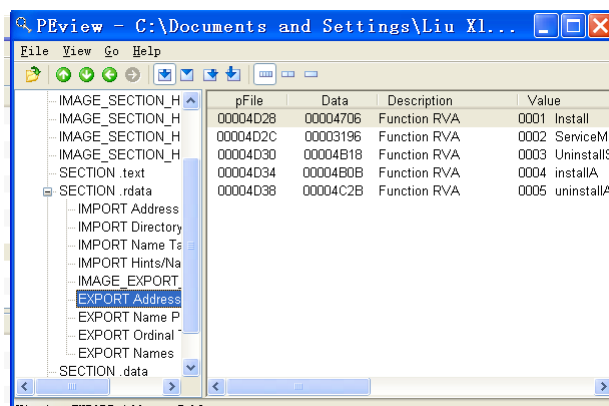 PEview - C:\Documents and Settings\Liu Xl...
File View Go Help
pFile Data Description Value
00004D28 00004706 Function RVA 0001 Install
00004D2C 00003196 Function RVA 0002 ServiceM
00004D30 00004B18 Function RVA 0003 UninstallS
00004D34 00004B0B Function RVA 0004 installA
00004D38 00004C2B Function RVA 0005 uninstallA
IMAGE_SECTION_H
IMAGE_SECTION_H
IMAGE_SECTION_H
IMAGE_SECTION_H
SECTION .text
SECTION .rdata
IMPORT Address
IMPORT Directory
IMPORT Name Ta
IMPORT Hints/Na
IMAGE_EXPORT_
EXPORT Address
EXPORT Name P
EXPORT Ordinal T
EXPORT Names
SECTION .data